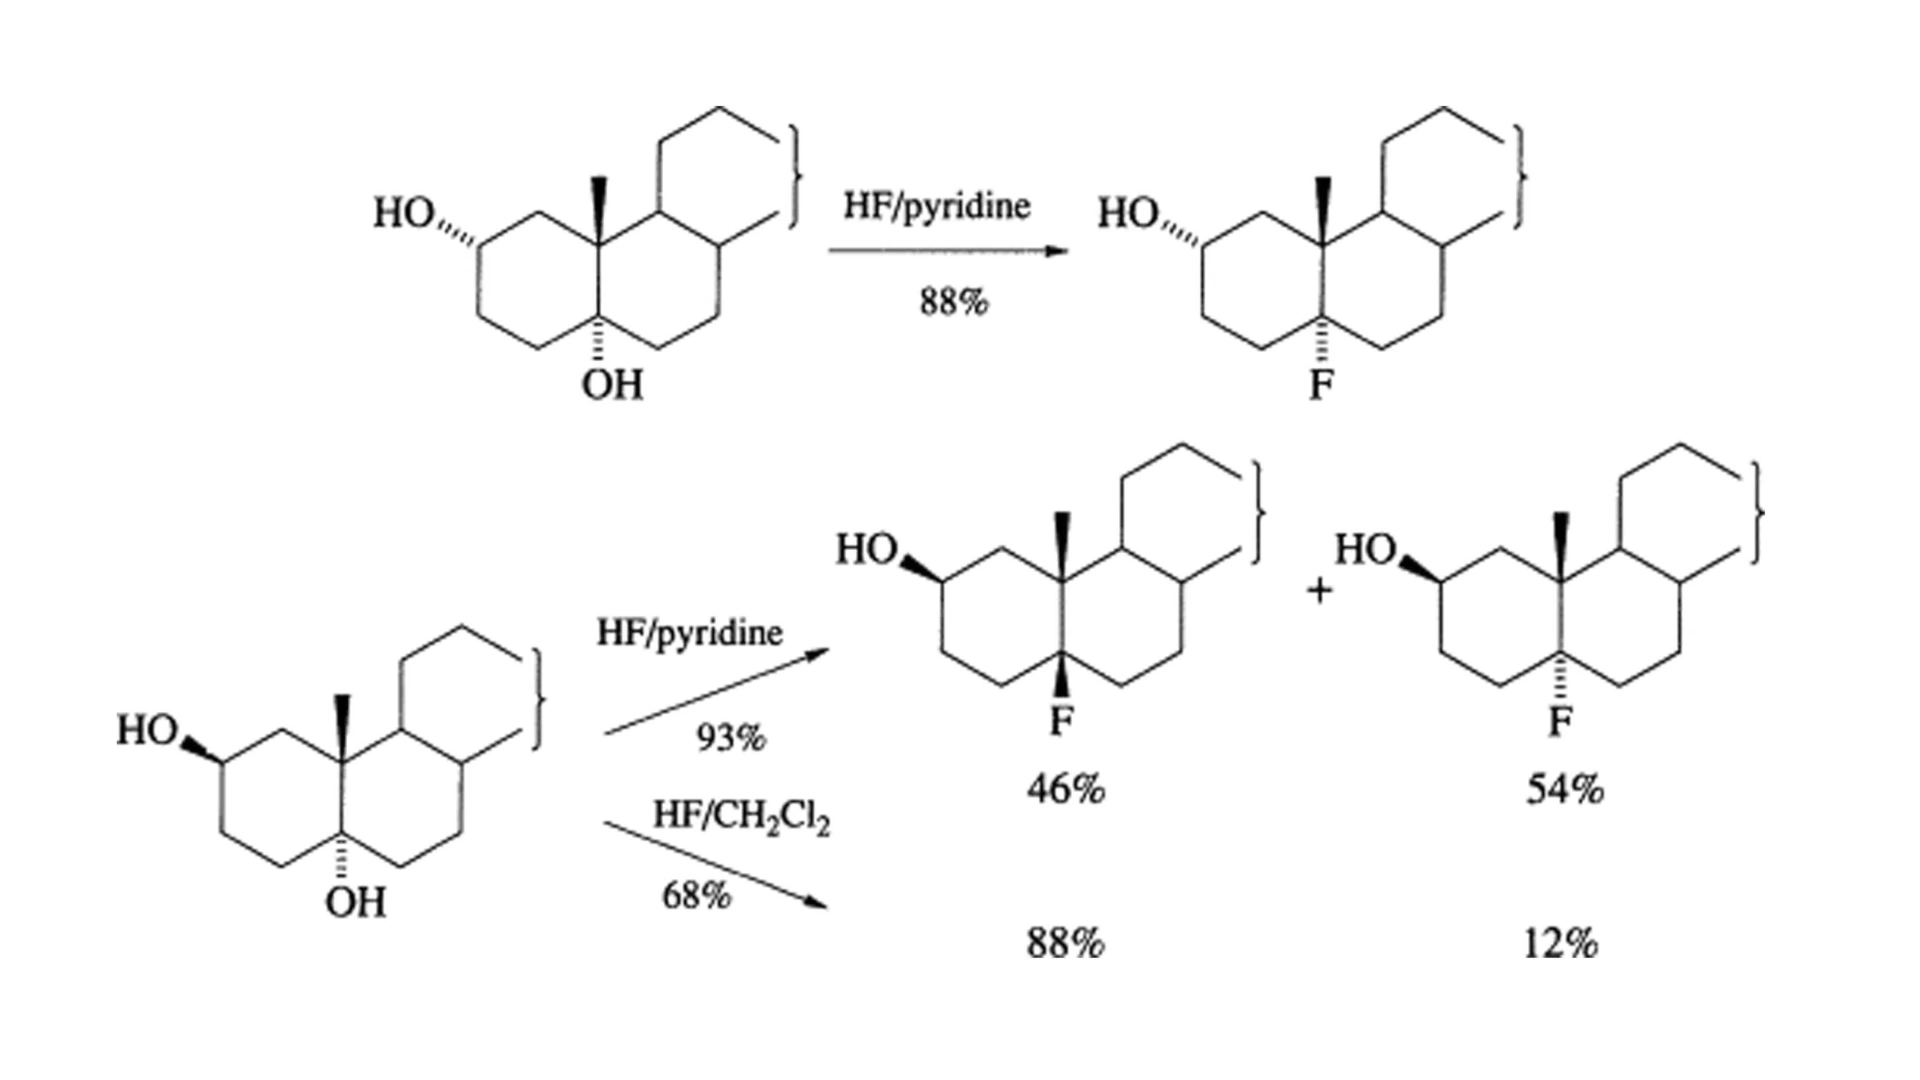 HO
OH
HF/pyridine
88%
HO
F
HO
OH
HF/pyridine
93%
HF/CH₂Cl₂
68%
HO
F
46%
+
HO
F
54%
88%
12%